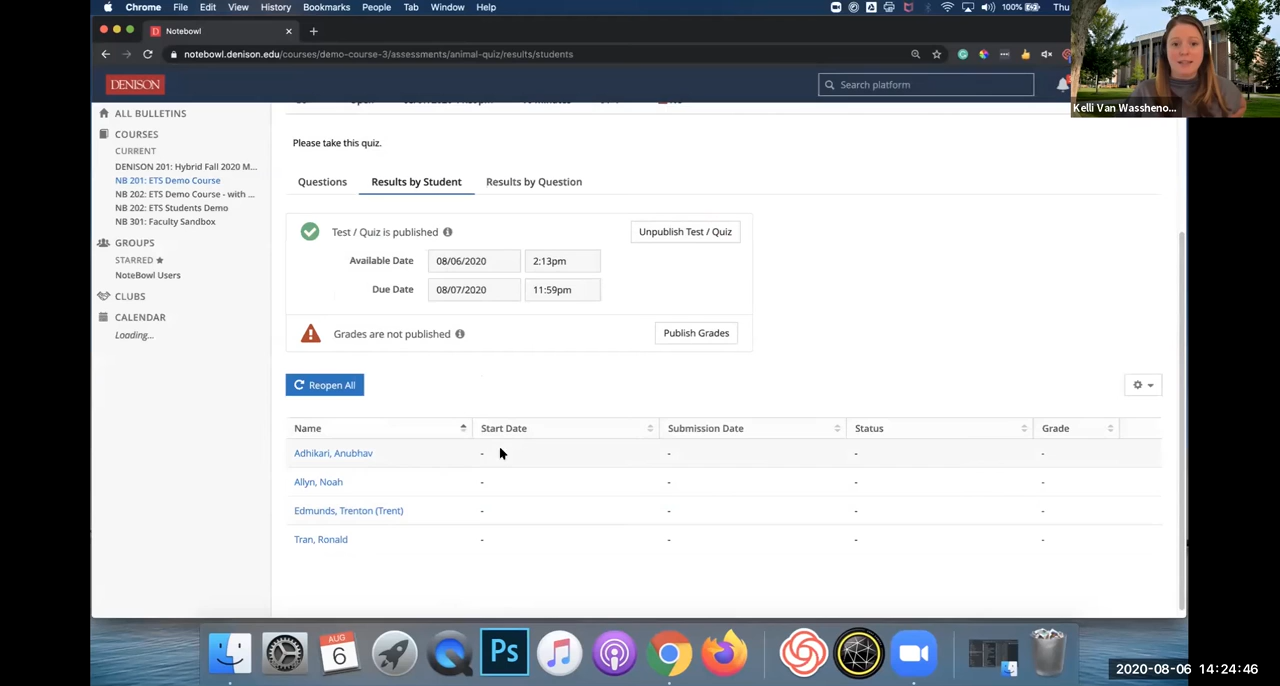 Chrome File Edit View History Bookmarks People Tab Window Help 100% Thu
Notebowl
notebowl.denison.edu/courses/demo-course-3/assessments/animal-quiz/results/students
DENISON
Search platform
Kelli Van Wassheno...
ALL BULLETINS
COURSES
CURRENT
DENISON 201: Hybrid Fall 2020 M...
NB 201: ETS Demo Course
NB 202: ETS Demo Course - with ...
NB 202: ETS Students Demo
NB 301: Faculty Sandbox
GROUPS
STARRED
NoteBowl Users
CLUBS
CALENDAR
Loading...
Please take this quiz.
Questions Results by Student Results by Question
Test / Quiz is published Unpublish Test / Quiz
Available Date 08/06/2020 2:13pm
Due Date 08/07/2020 11:59pm
Grades are not published Publish Grades
Reopen All
Name Start Date Submission Date Status Grade
Adhikari, Anubhav - - - -
Allyn, Noah - - - -
Edmunds, Trenton (Trent) - - - -
Tran, Ronald - - - -
AUG
6
Ps
2020-08-06 14:24:46